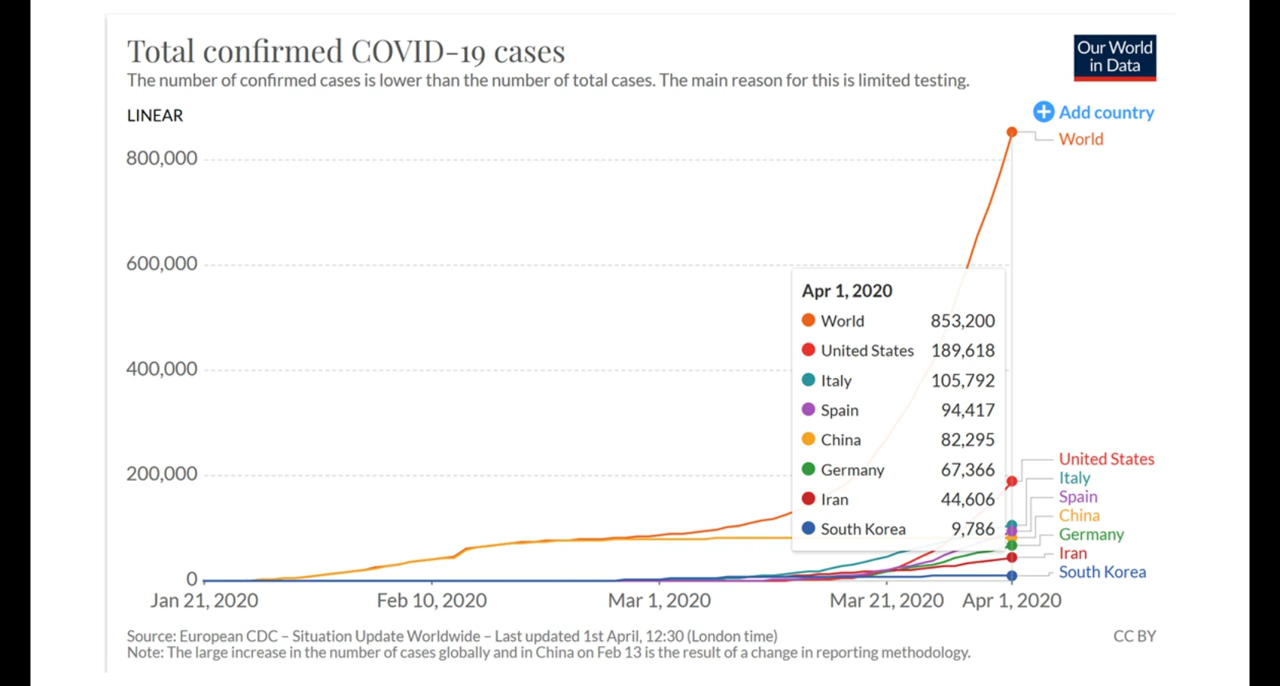 Total confirmed COVID-19 cases
The number of confirmed cases is lower than the number of total cases. The main reason for this is limited testing.
Our World
in Data
LINEAR
Add country
World
800,000
600,000
400,000
200,000
0
Apr 1, 2020
World 853,200
United States 189,618
Italy 105,792
Spain 94,417
China 82,295
Germany 67,366
Iran 44,606
South Korea 9,786
United States
Italy
Spain
China
Germany
Iran
South Korea
Jan 21, 2020 Feb 10, 2020 Mar 1, 2020 Mar 21, 2020 Apr 1, 2020
Source: European CDC – Situation Update Worldwide – Last updated 1st April, 12:30 (London time) CC BY
Note: The large increase in the number of cases globally and in China on Feb 13 is the result of a change in reporting methodology.